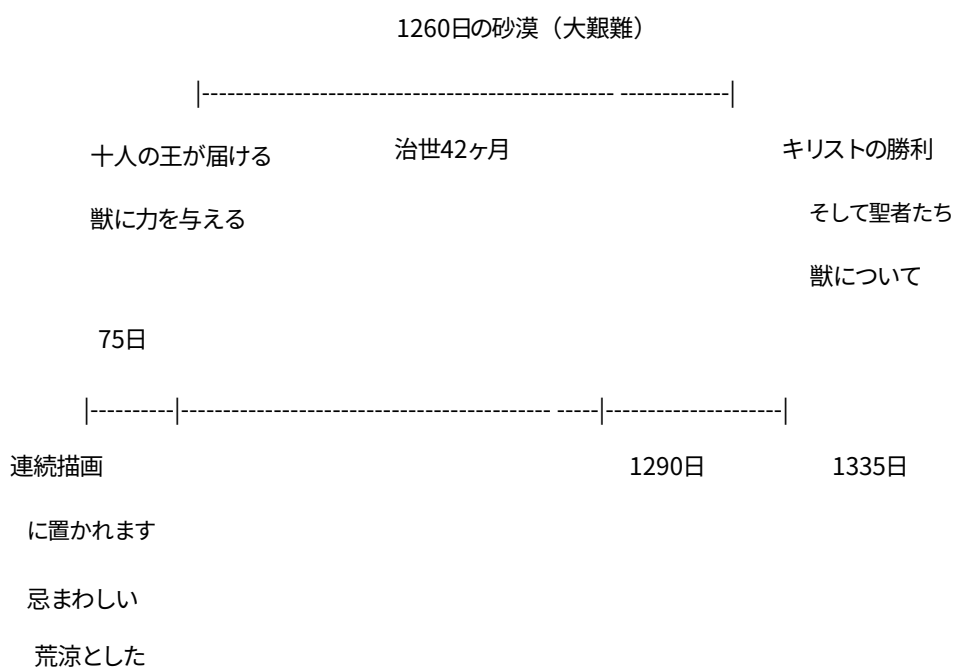 1260日の砂漠（大艱難）
|------------------------------------------------- -------------|
十人の王が届ける 治世42ヶ月 キリストの勝利
獣に力を与える そして聖者たち
獣について
75日
|----------|-------------------------------------------- -----|---------------------|
連続描画 1290日 1335日
に置かれます
忌まわしい
荒涼とした